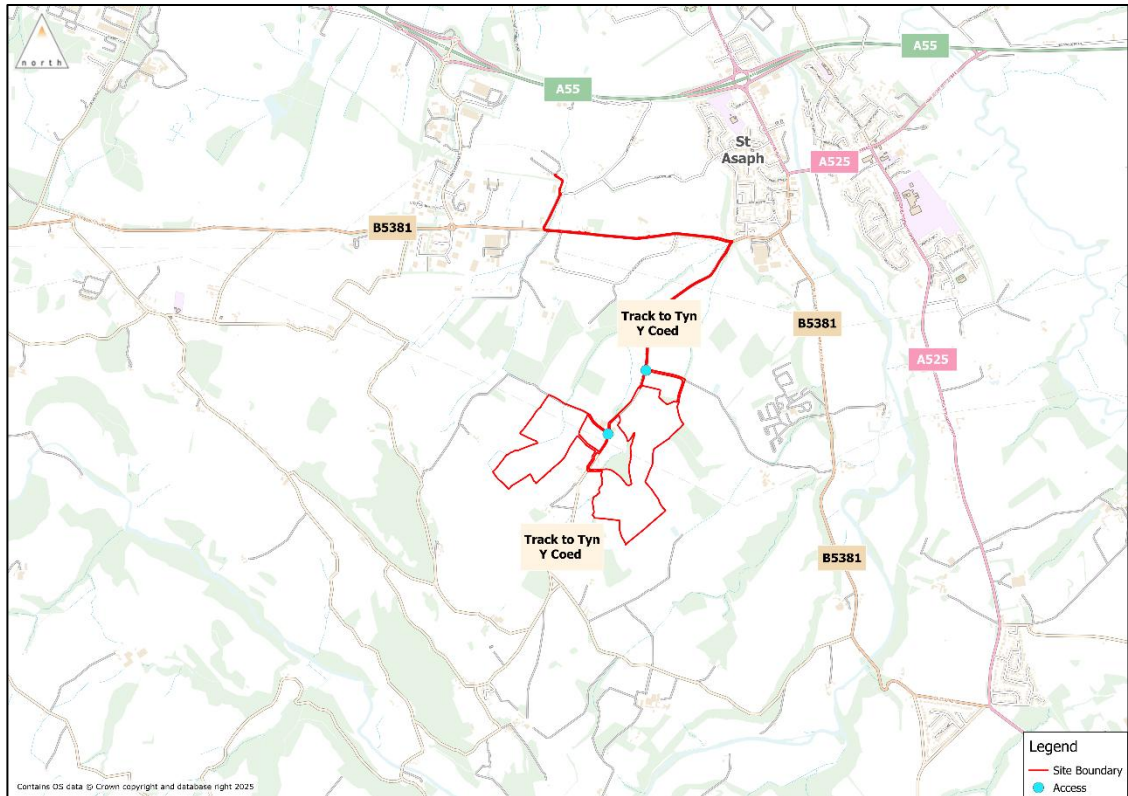 north
A55
A55
St
Asaph
A525
B5381
Track to Tyn
Y Coed
B5381
A525
Track to Tyn
Y Coed
B5381
Legend
Site Boundary
Access
Contains OS data © Crown copyright and database right 2025